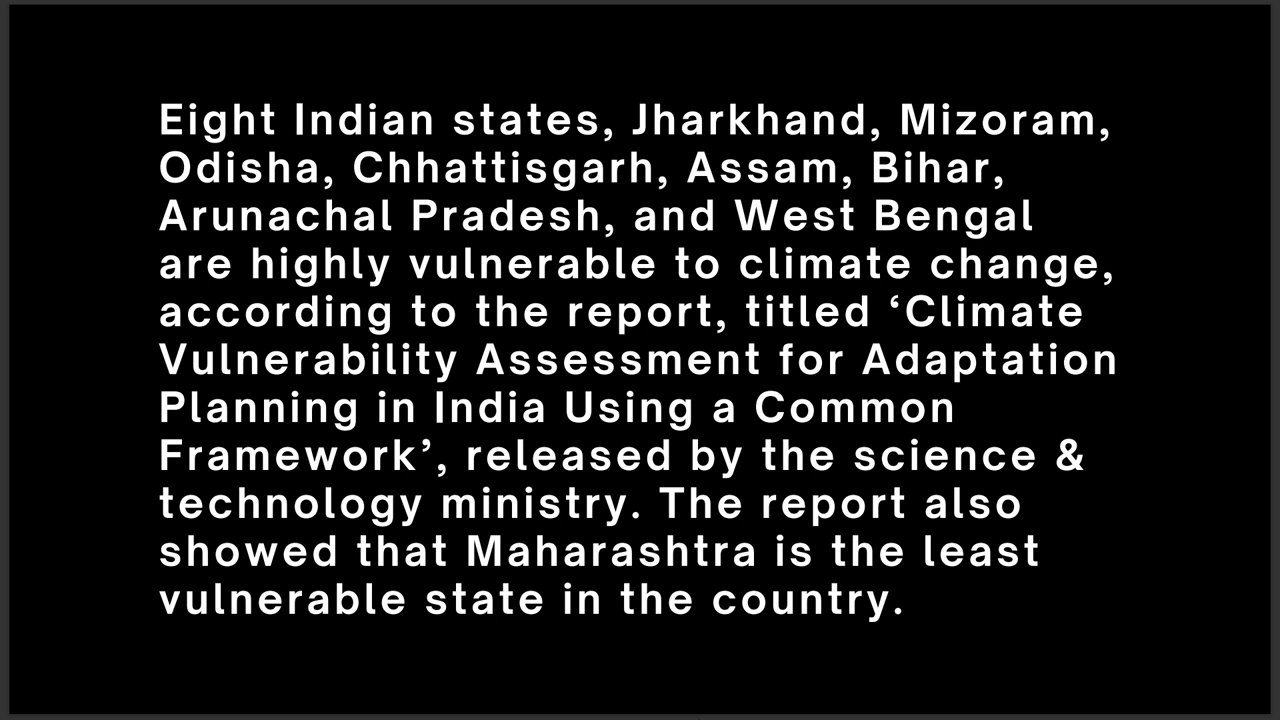 Eight Indian states, Jharkhand, Mizoram,
Odisha, Chhattisgarh, Assam, Bihar,
Arunachal Pradesh, and West Bengal
are highly vulnerable to climate change,
according to the report, titled ‘Climate
Vulnerability Assessment for Adaptation
Planning in India Using a Common
Framework’, released by the science &
technology ministry. The report also
showed that Maharashtra is the least
vulnerable state in the country.